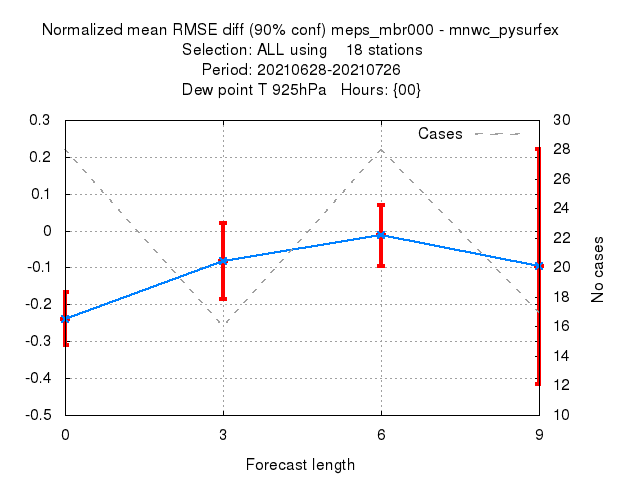 Normalized mean RMSE diff (90% conf) meps_mbr000 - mnwc_pysurfex
Selection: ALL using    18 stations
Period: 20210628-20210726
Dew point T 925hPa   Hours: {00}
Cases
0.3
0.2
0.1
0
-0.1
-0.2
-0.3
-0.4
-0.5
30
28
26
24
22
20
18
16
14
12
10
No cases
0 3 6 9
Forecast length